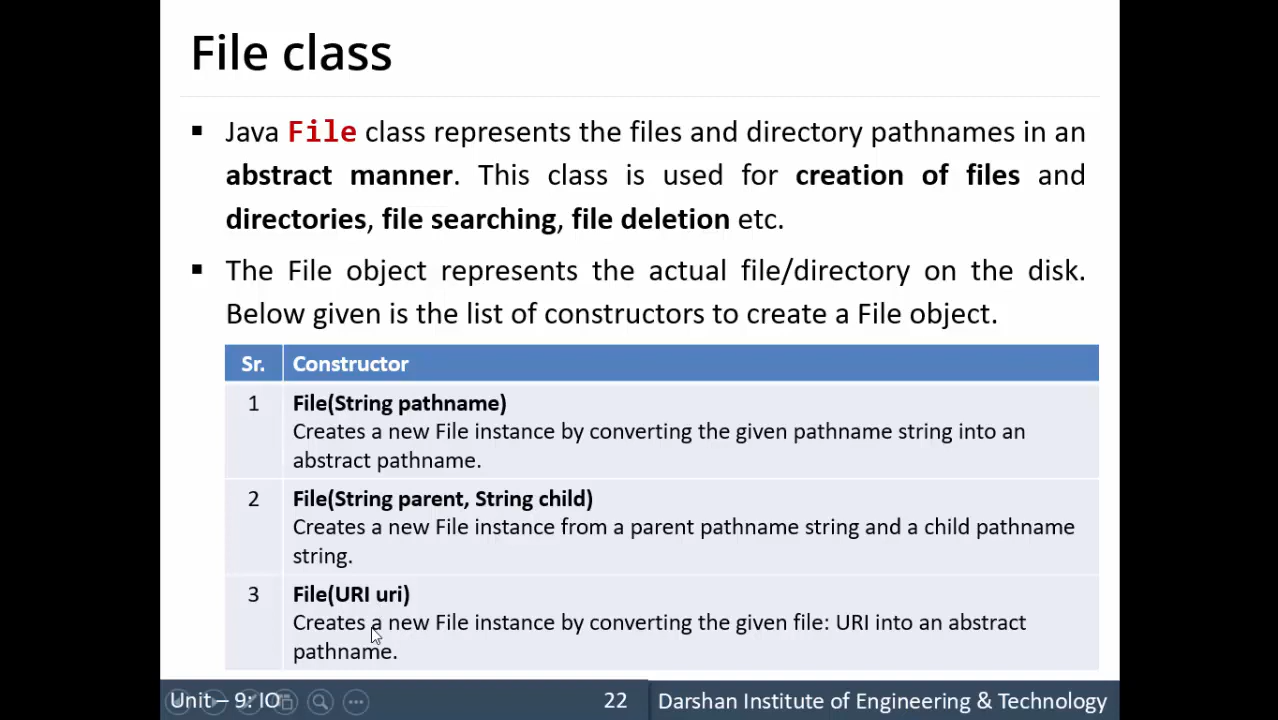 File class
▪ Java File class represents the files and directory pathnames in an
abstract manner. This class is used for creation of files and
directories, file searching, file deletion etc.
▪ The File object represents the actual file/directory on the disk.
Below given is the list of constructors to create a File object.
Sr. Constructor
1 File(String pathname)
Creates a new File instance by converting the given pathname string into an
abstract pathname.
2 File(String parent, String child)
Creates a new File instance from a parent pathname string and a child pathname
string.
3 File(URI uri)
Creates a new File instance by converting the given file: URI into an abstract
pathname.
Unit – 9: IO 22 Darshan Institute of Engineering & Technology